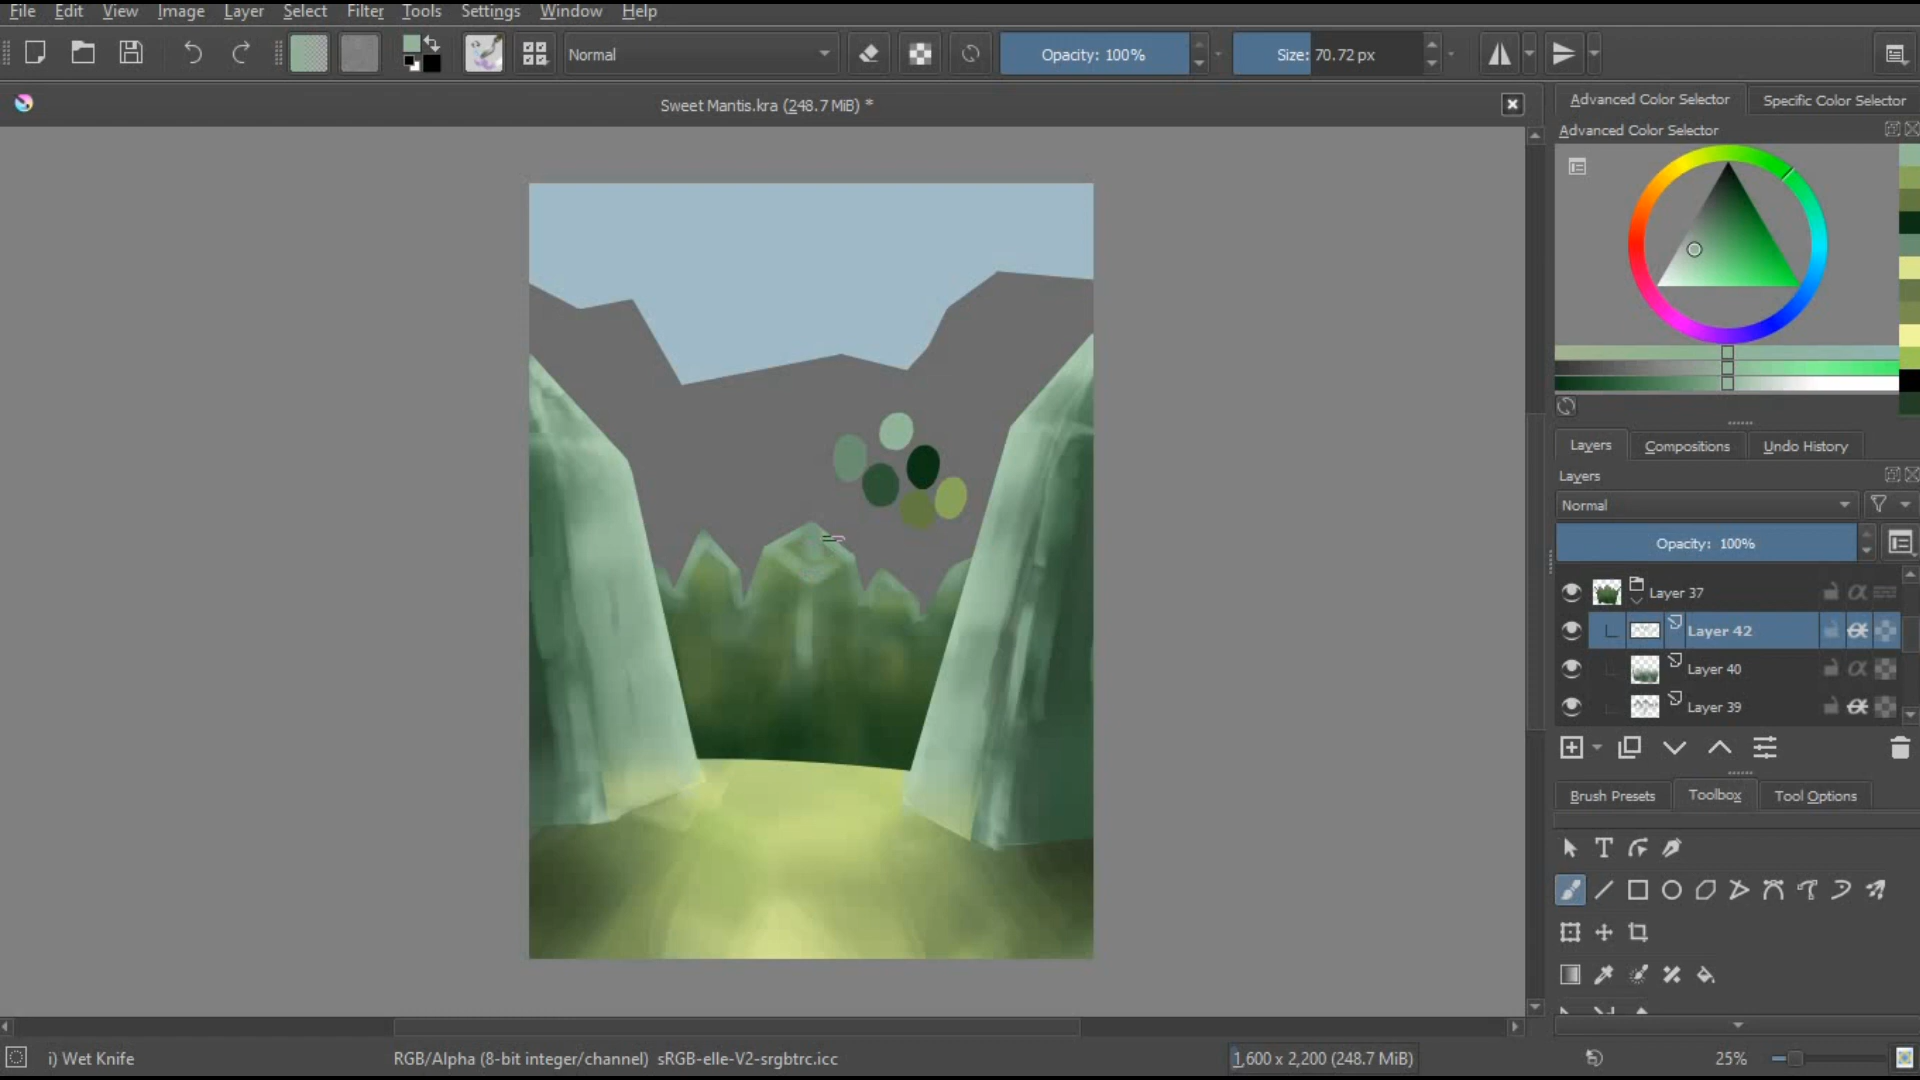 File Edit View Image Layer Select Filter Tools Settings Window Help
Normal Opacity: 100% Size: 70.72 px
Sweet Mantis.kra (248.7 MiB) *
Advanced Color Selector Specific Color Selector
Advanced Color Selector
Layers Compositions Undo History
Layers
Normal
Opacity: 100%
Layer 37
Layer 42
Layer 40
Layer 39
Brush Presets Toolbox Tool Options
i) Wet Knife RGB/Alpha (8-bit integer/channel) sRGB-elle-V2-srgbtrc.icc 1,600 x 2,200 (248.7 MiB) 25%